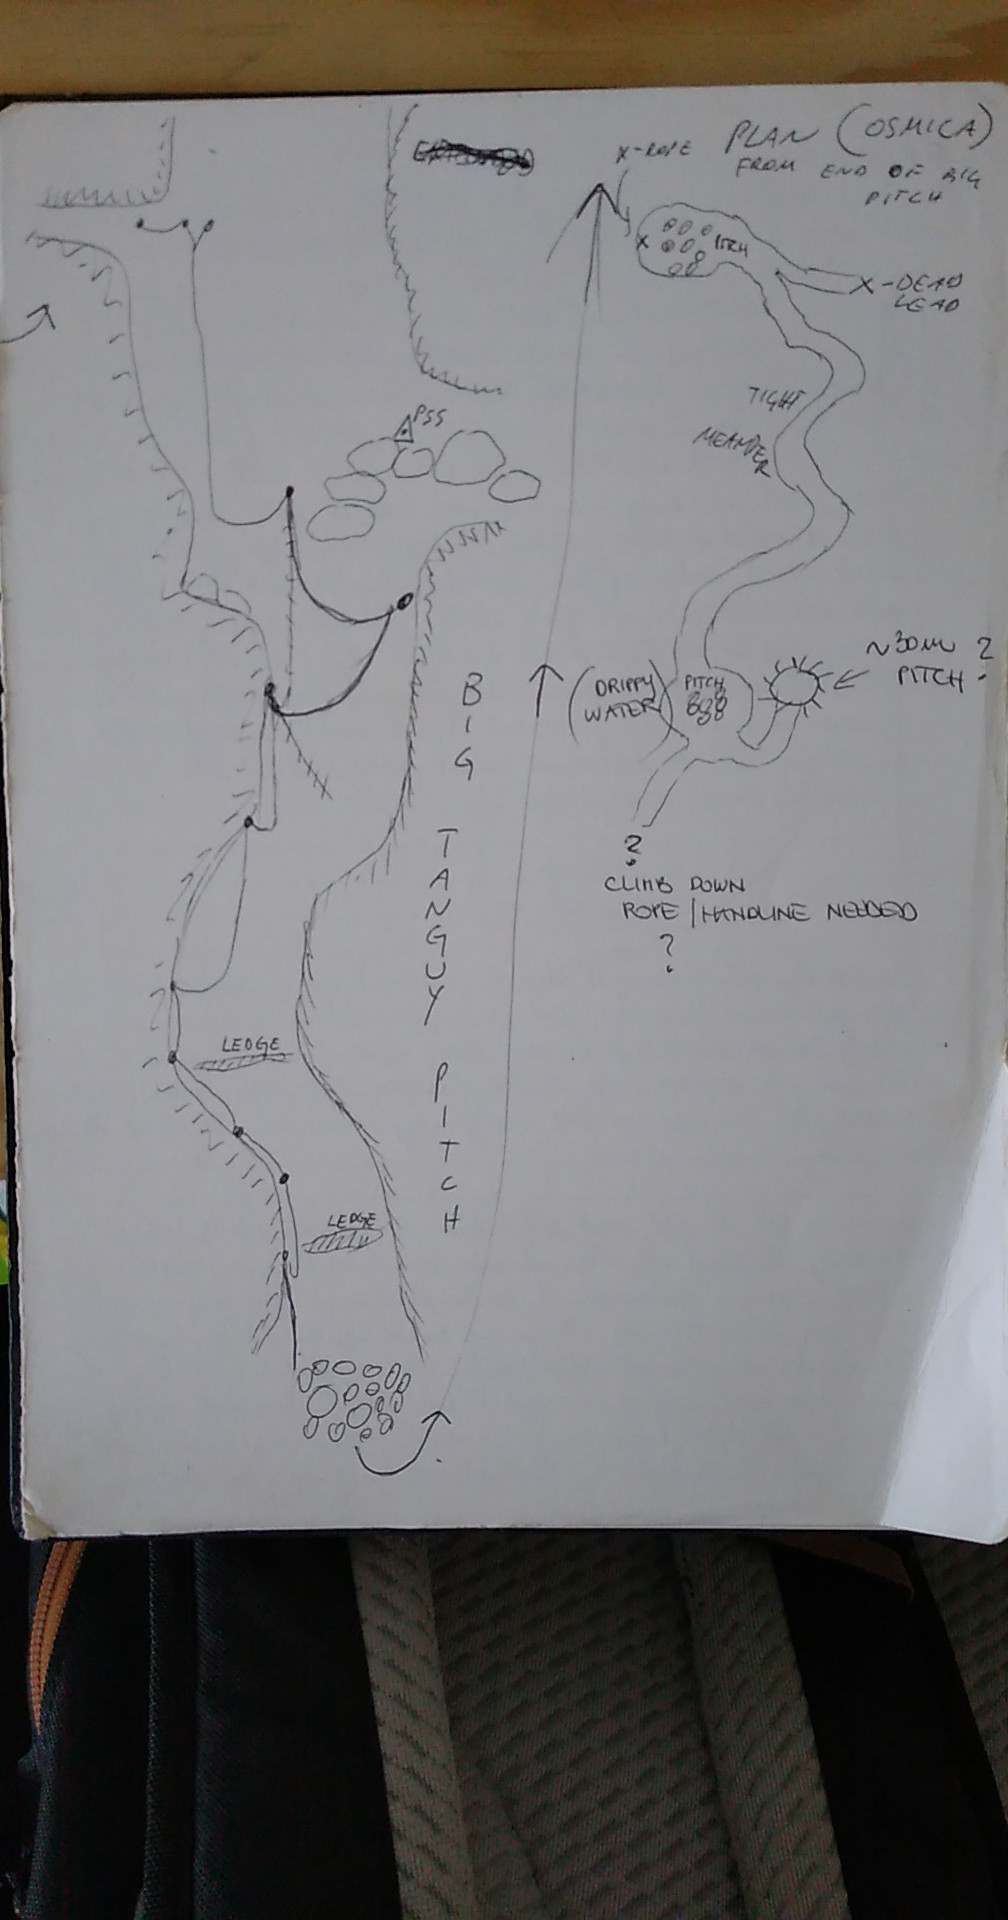 X-ROPE
PLAN (OSMICA)
FROM END OF BIG
PITCH
PITCH
X-DEAD
LEAD
PSS
TIGHT
MEANDER
BIG TANGUY PITCH
(DRIPPY
WATER)
PITCH
~30m ?
PITCH
?
CLIMB DOWN
ROPE / HANDLINE NEEDED
?
LEDGE
LEDGE